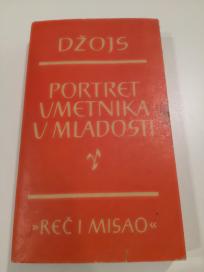 DŽOJS
PORTRET
UMETNIKA
U MLADOSTI
»REČ I MISAO«